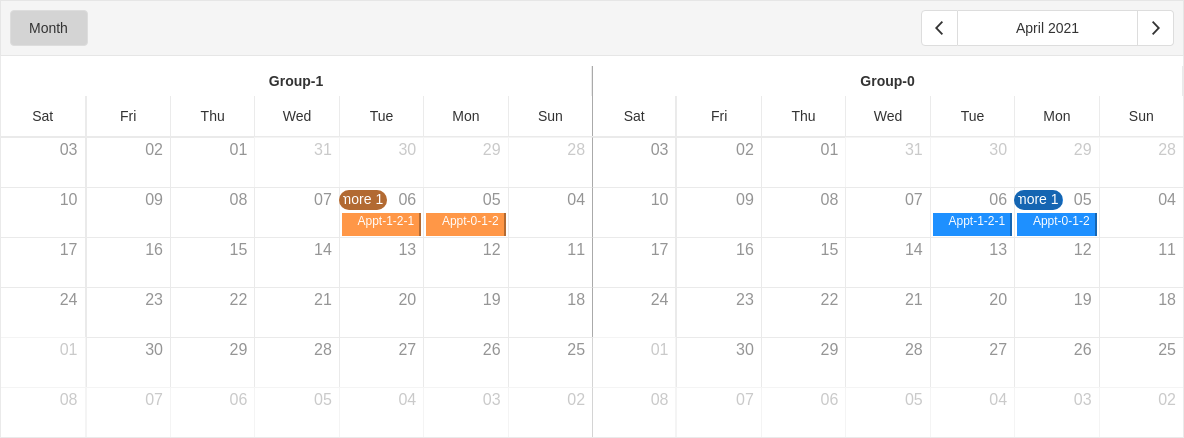 Month
April 2021
Group-1 Group-0
Sat Fri Thu Wed Tue Mon Sun Sat Fri Thu Wed Tue Mon Sun
03 02 01 31 30 29 28 03 02 01 31 30 29 28
10 09 08 07 more 1 06 05 04 10 09 08 07 06 more 1 05 04
Appt-1-2-1 Appt-0-1-2 Appt-1-2-1 Appt-0-1-2
17 16 15 14 13 12 11 17 16 15 14 13 12 11
24 23 22 21 20 19 18 24 23 22 21 20 19 18
01 30 29 28 27 26 25 01 30 29 28 27 26 25
08 07 06 05 04 03 02 08 07 06 05 04 03 02